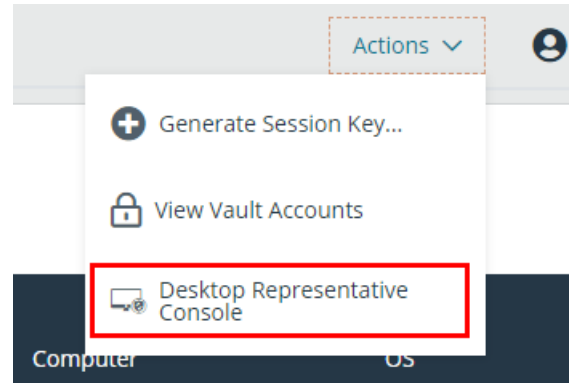 Actions
Generate Session Key...
View Vault Accounts
Desktop Representative
Console
Computer OS